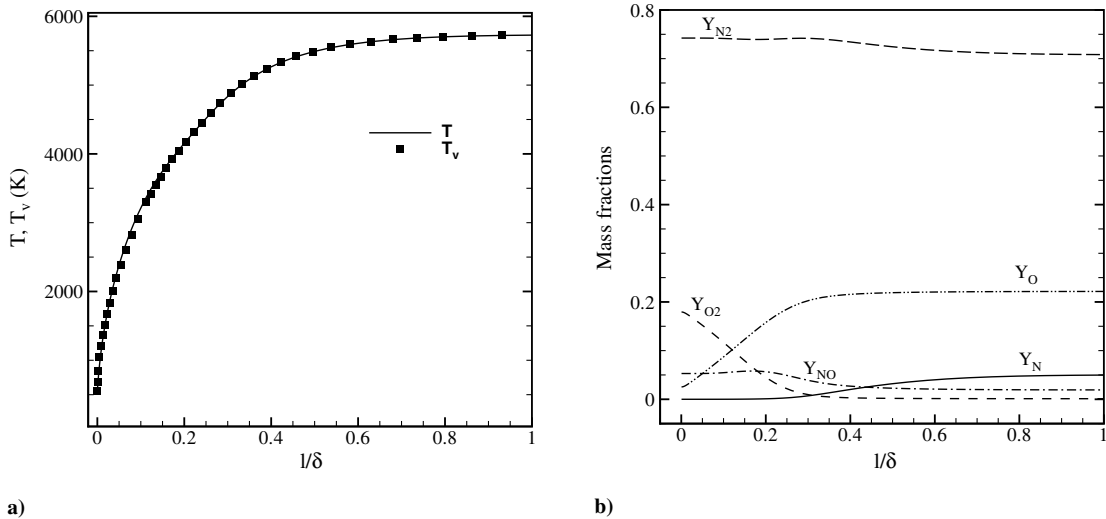 6000
4000
2000
0
0.2
0.4
0.6
0.8
1
T, T_v (K)
l/δ
T
T_v
a)
0.8
0.6
0.4
0.2
0
0
0.2
0.4
0.6
0.8
1
Mass fractions
l/δ
Y_N2
Y_O
Y_O2
Y_N
Y_NO
b)